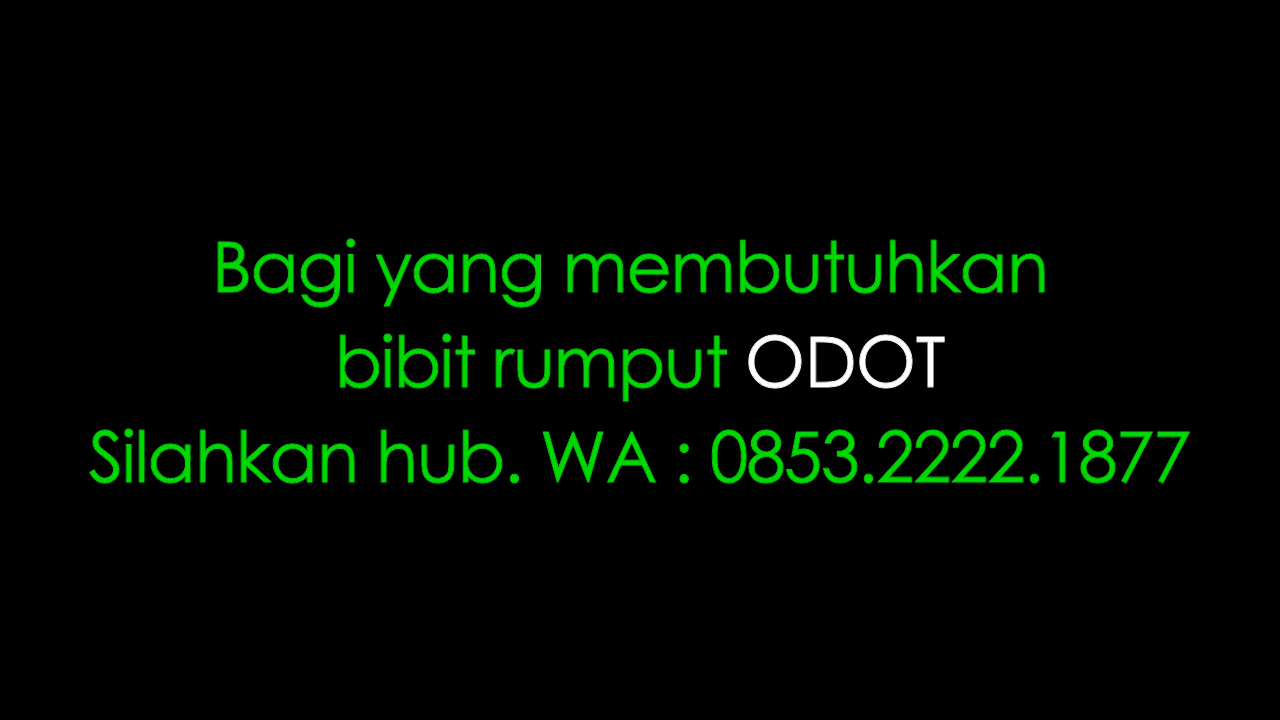 Bagi yang membutuhkan
bibit rumput ODOT
Silahkan hub. WA : 0853.2222.1877